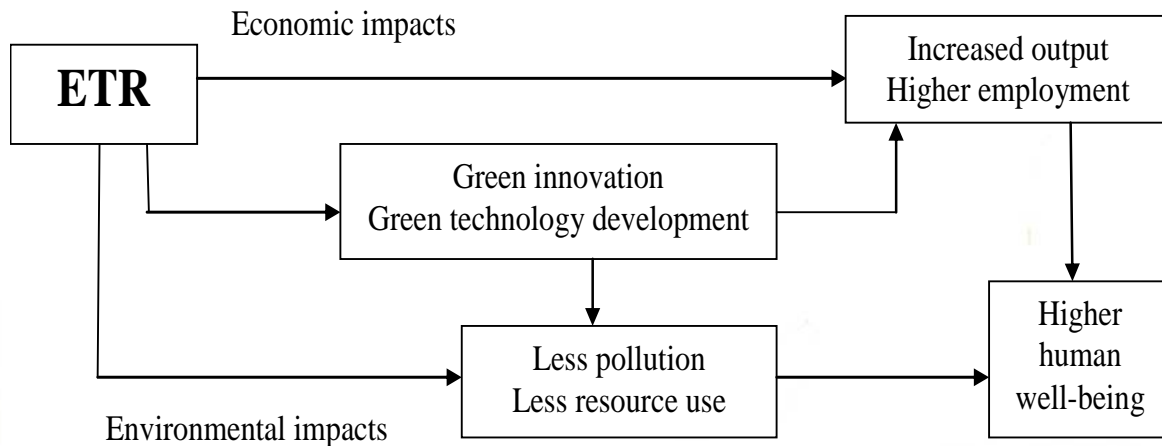 Economic impacts
ETR
Increased output
Higher employment
Green innovation
Green technology development
Less pollution
Less resource use
Higher
human
well-being
Environmental impacts